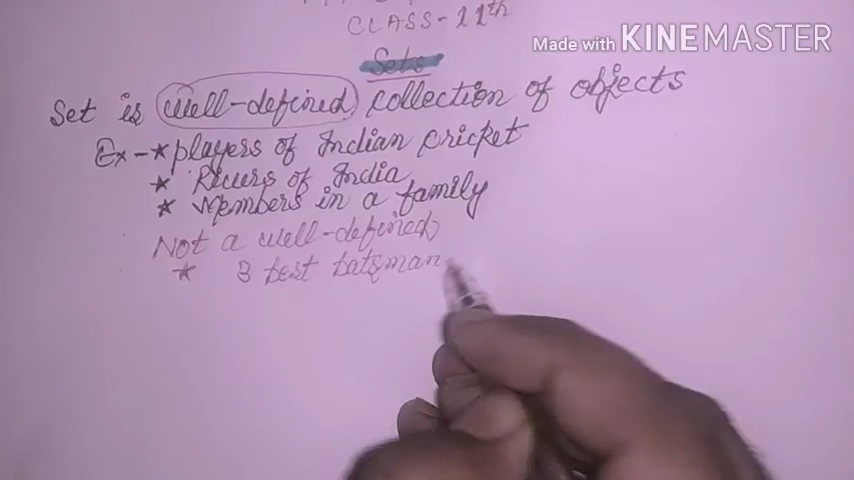 CLASS-11th
Made with KINEMASTER
Sets
Set is well-defined collection of objects
Ex-*players of Indian cricket
* Rivers of India
* Members in a family
Not a well-defined
* 3 best batsman